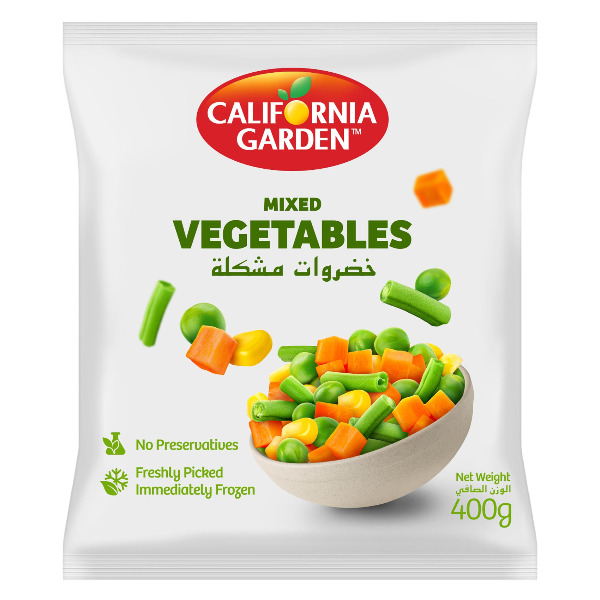 CALIFORNIA
GARDEN™
MIXED
VEGETABLES
خضروات مشكلة
No Preservatives
Freshly Picked
Immediately Frozen
Net Weight
الوزن الصافي
400g